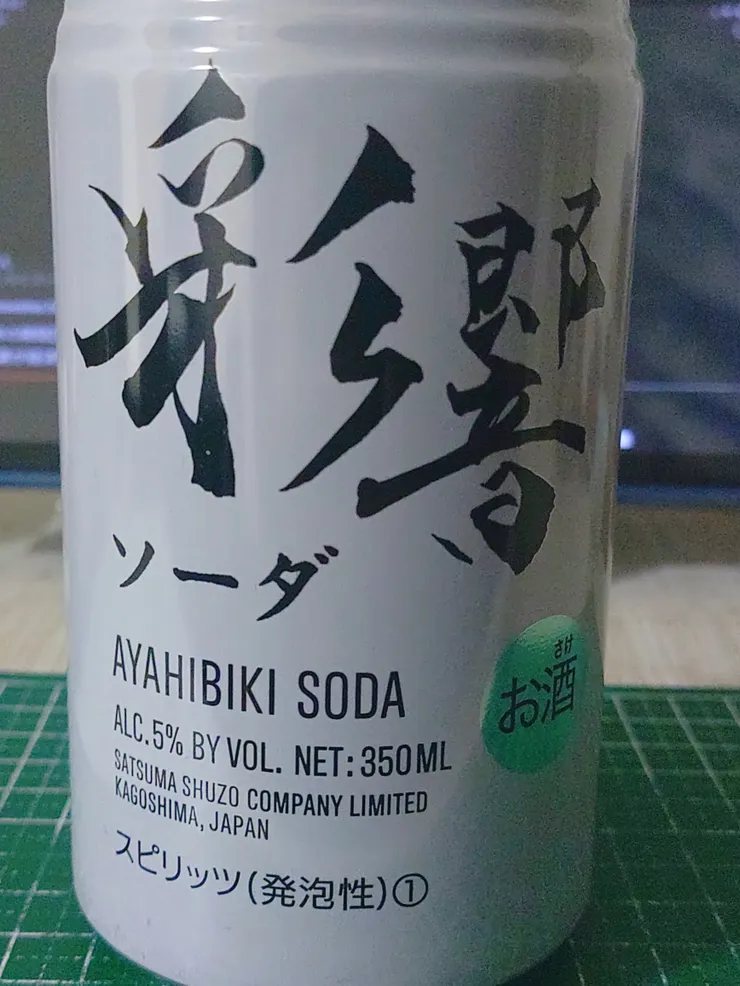 彩響
ソーダ
AYAHIBIKI SODA
ALC.5% BY VOL. NET:350ML
SATSUMA SHUZO COMPANY LIMITED
KAGOSHIMA, JAPAN
スピリッツ(発泡性)①
さけ
お酒